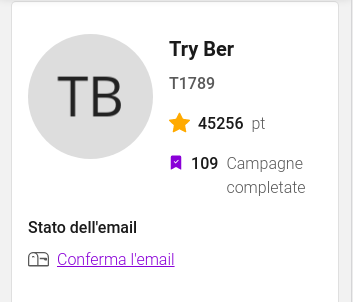 TB
Try Ber
T1789
45256 pt
109 Campagne
completate
Stato dell'email
Conferma l'email